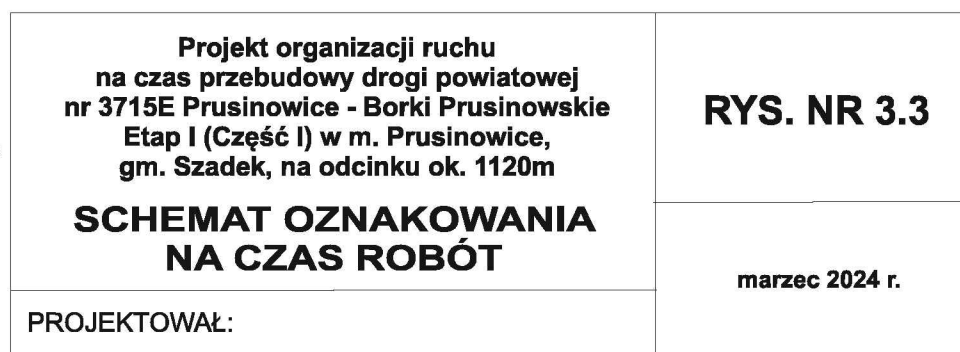 Projekt organizacji ruchu
na czas przebudowy drogi powiatowej
nr 3715E Prusinowice - Borki Prusinowskie
Etap I (Część I) w m. Prusinowice,
gm. Szadek, na odcinku ok. 1120m
SCHEMAT OZNAKOWANIA
NA CZAS ROBÓT
PROJEKTOWAŁ:
RYS. NR 3.3
marzec 2024 r.